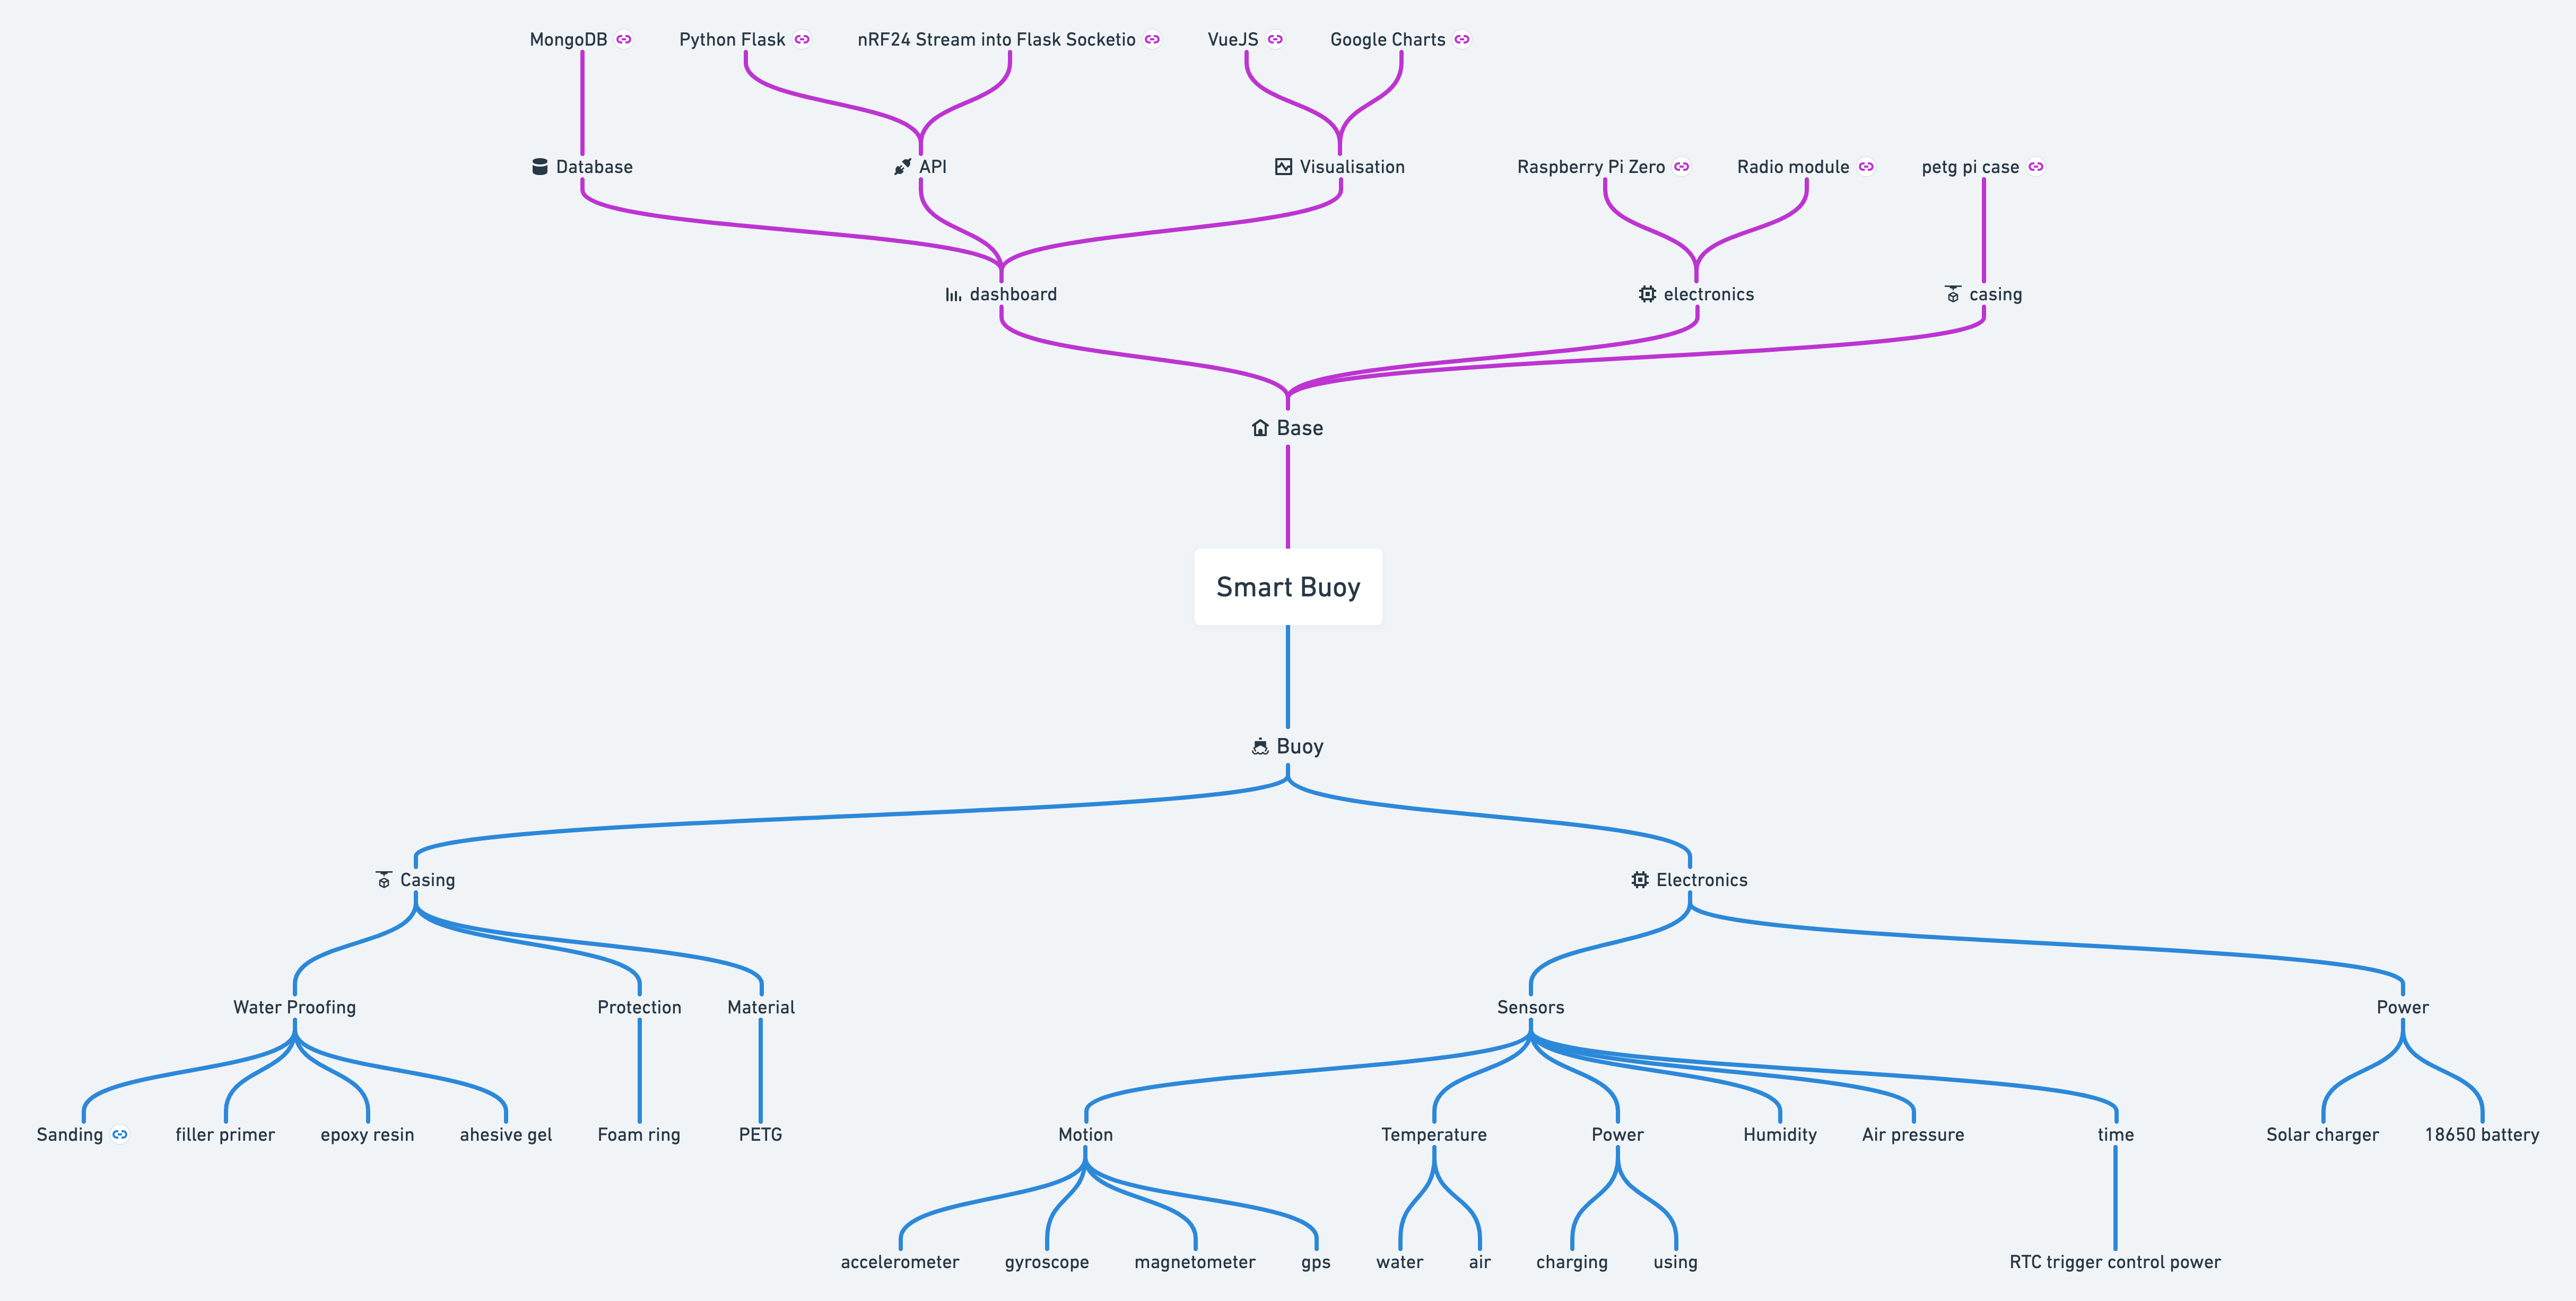 MongoDB
Python Flask
nRF24 Stream into Flask Socketio
VueJS
Google Charts
Database
API
Visualisation
Raspberry Pi Zero
Radio module
petg pi case
dashboard
electronics
casing
Base
Smart Buoy
Buoy
Casing
Electronics
Water Proofing
Protection
Material
Sensors
Power
Sanding
filler primer
epoxy resin
ahesive gel
Foam ring
PETG
Motion
Temperature
Power
Humidity
Air pressure
time
Solar charger
18650 battery
accelerometer
gyroscope
magnetometer
gps
water
air
charging
using
RTC trigger control power